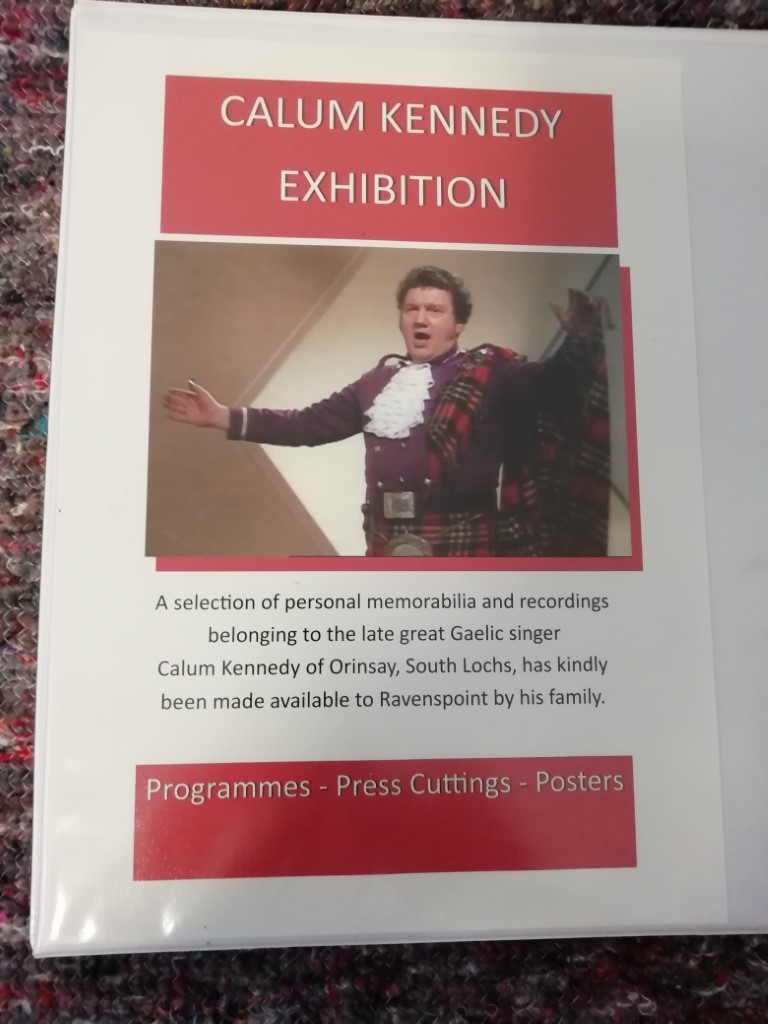 CALUM KENNEDY
EXHIBITION
A selection of personal memorabilia and recordings
belonging to the late great Gaelic singer
Calum Kennedy of Orinsay, South Lochs, has kindly
been made available to Ravenspoint by his family.
Programmes - Press Cuttings - Posters